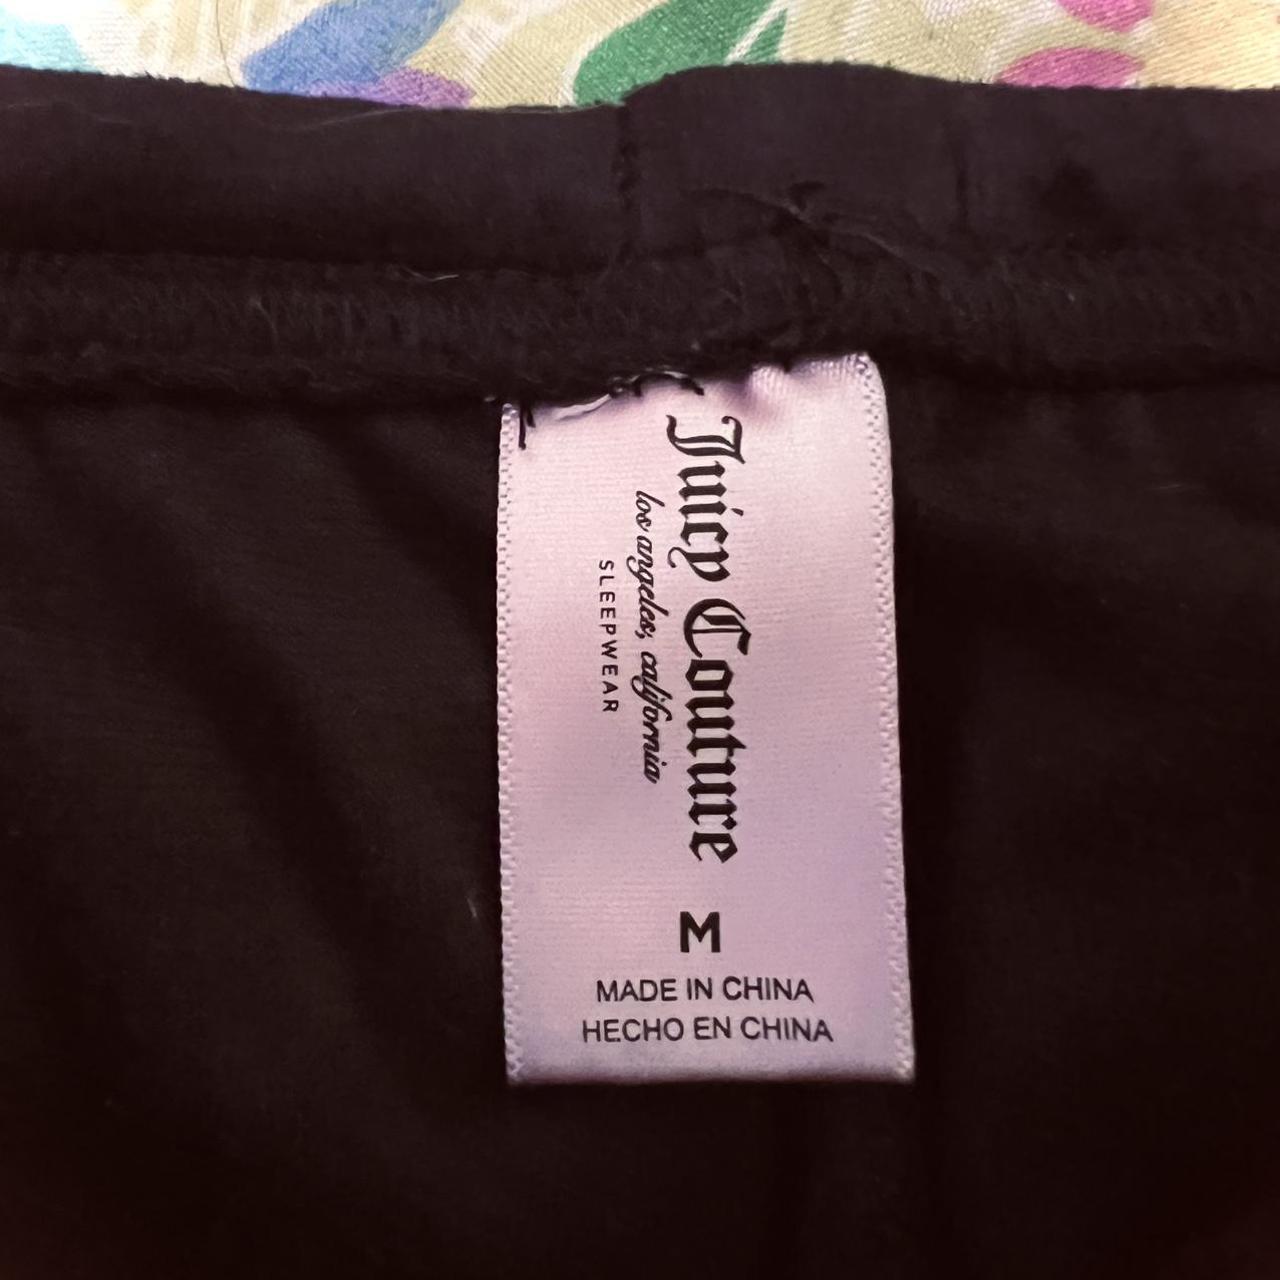 Juicy Couture
los angeles, california
SLEEPWEAR
M
MADE IN CHINA
HECHO EN CHINA